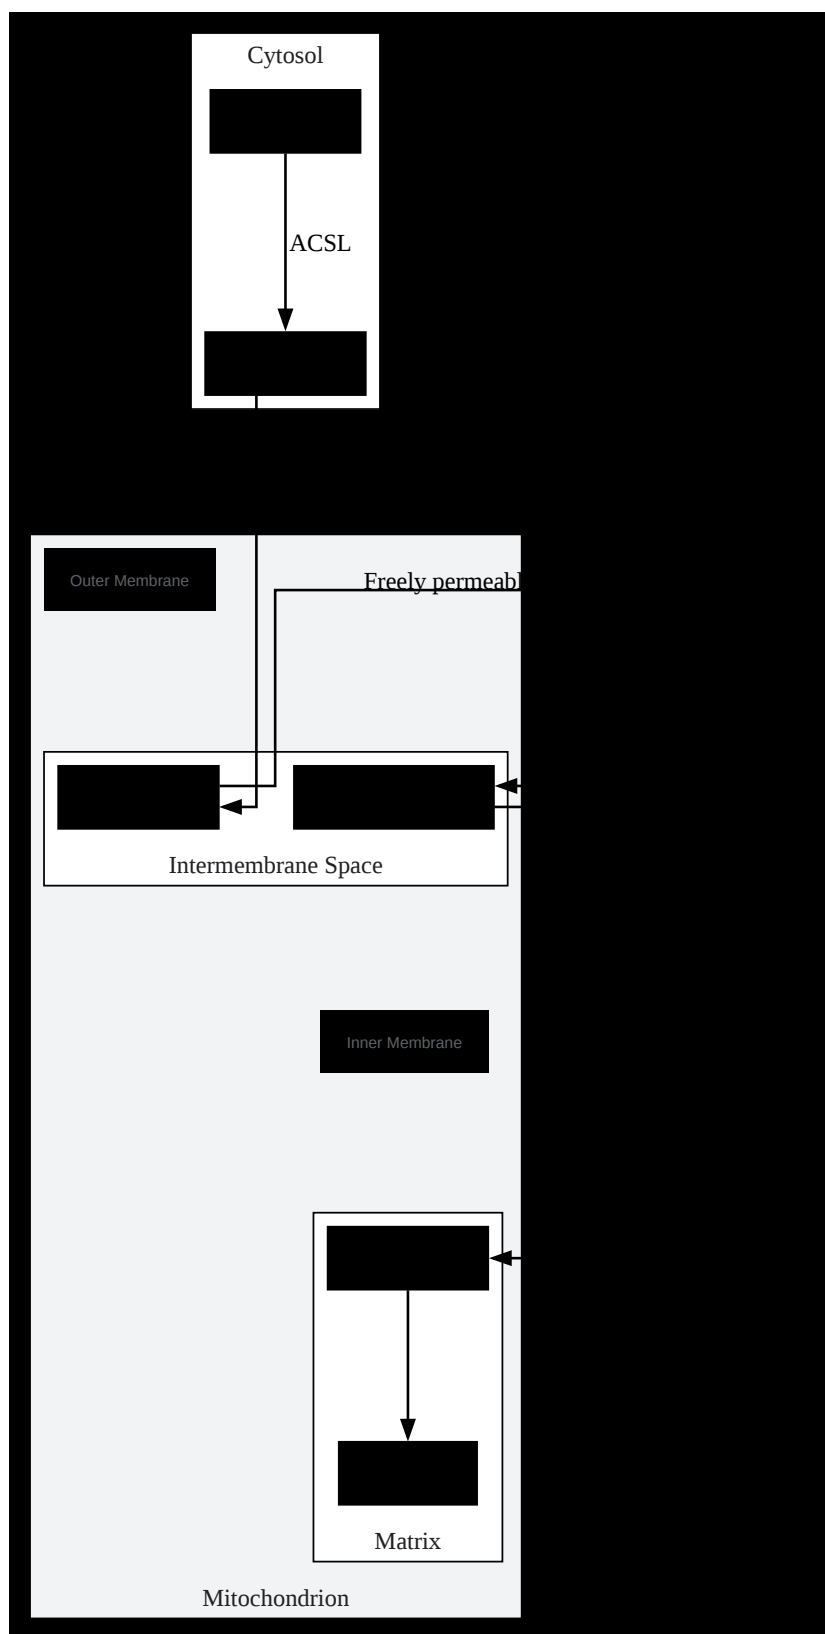 Cytosol
ACSL
Outer Membrane
Freely permeabl
Intermembrane Space
Inner Membrane
Matrix
Mitochondrion